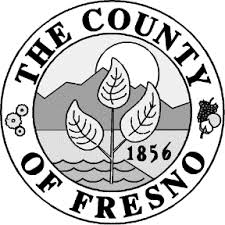 THE COUNTY
OF FRESNO
1856